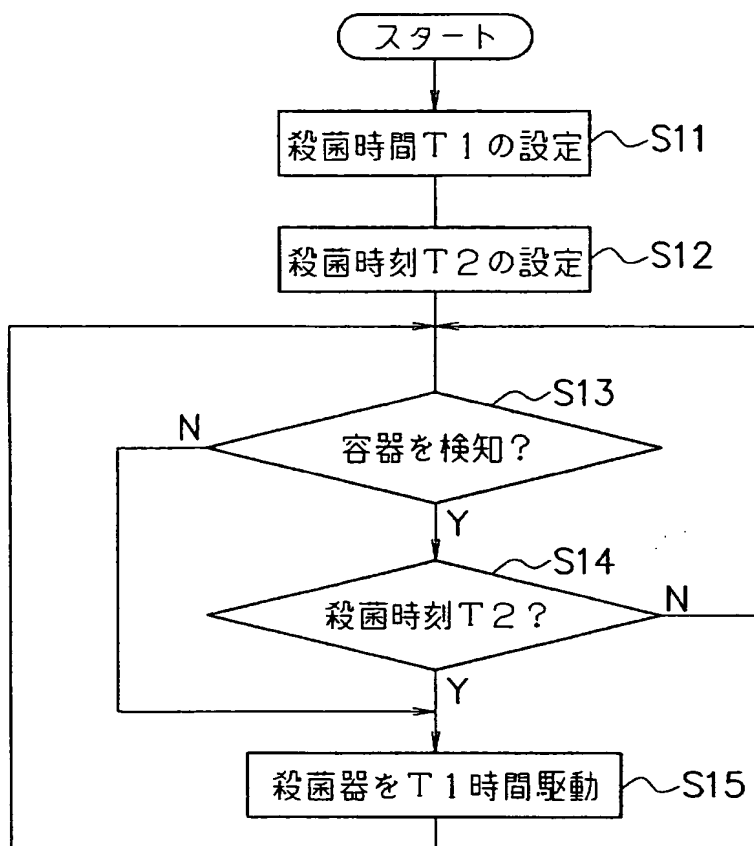 スタート
殺菌時間T1の設定 S11
殺菌時刻T2の設定 S12
S13
N
容器を検知?
Y
S14
殺菌時刻T2?
N
Y
殺菌器をT1時間駆動 S15